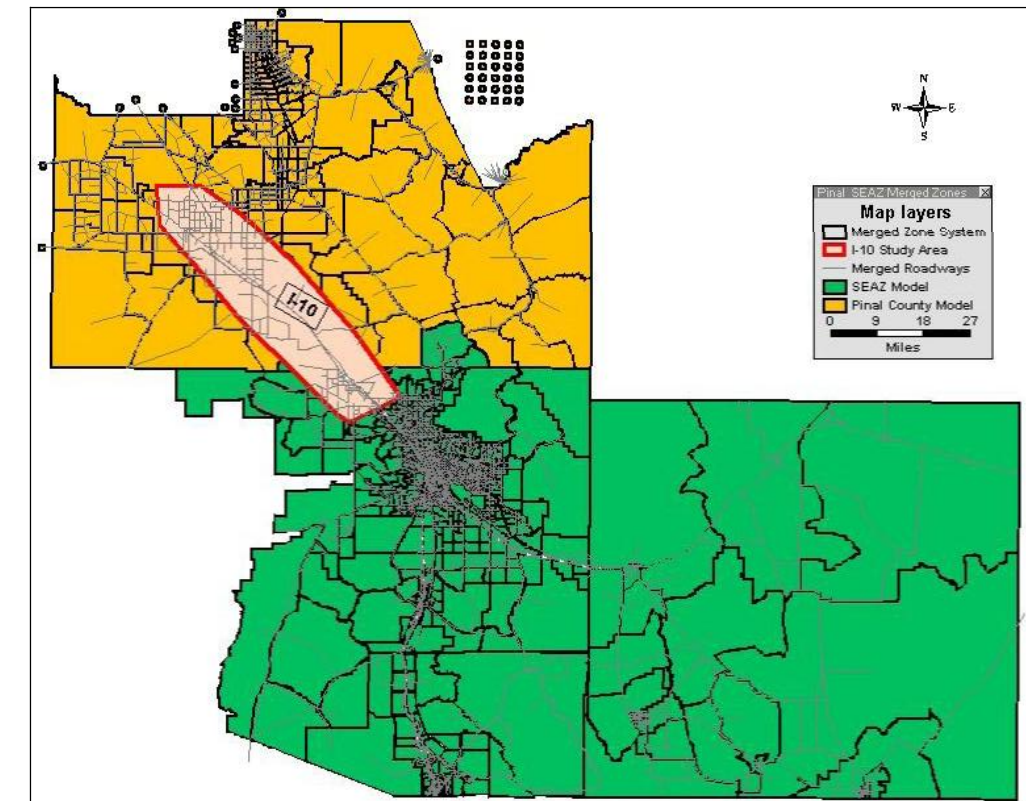 N
W E
S
Pinal_SEAZ Merged Zones X
Map layers
Merged Zone System
I-10 Study Area
Merged Roadways
SEAZ Model
Pinal County Model
0 9 18 27
Miles
I-10